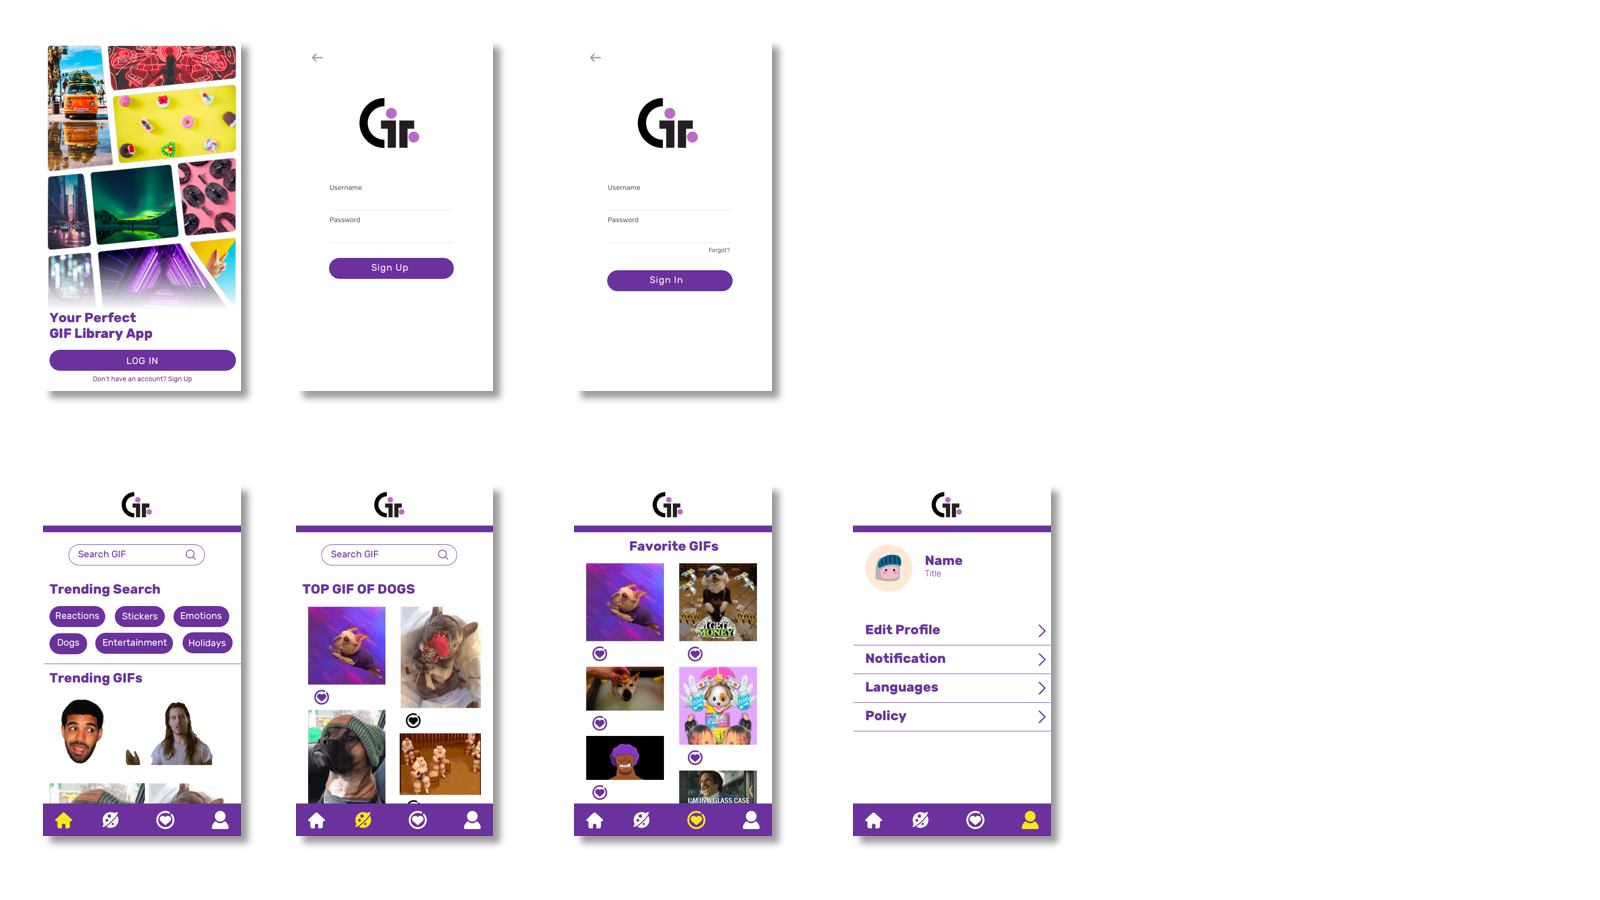 Your Perfect
GIF Library App
LOG IN
Don't have an account? Sign Up
Gif
Username
Password
Sign Up
Gif
Username
Password
Forgot?
Sign In
Gif
Search GIF
Trending Search
Reactions
Stickers
Emotions
Dogs
Entertainment
Holidays
Trending GIFs
Gif
Search GIF
TOP GIF OF DOGS
Gif
Favorite GIFs
I GET
MONEY!
I'M IN A GLASS CASE
Gif
Name
Title
Edit Profile
Notification
Languages
Policy